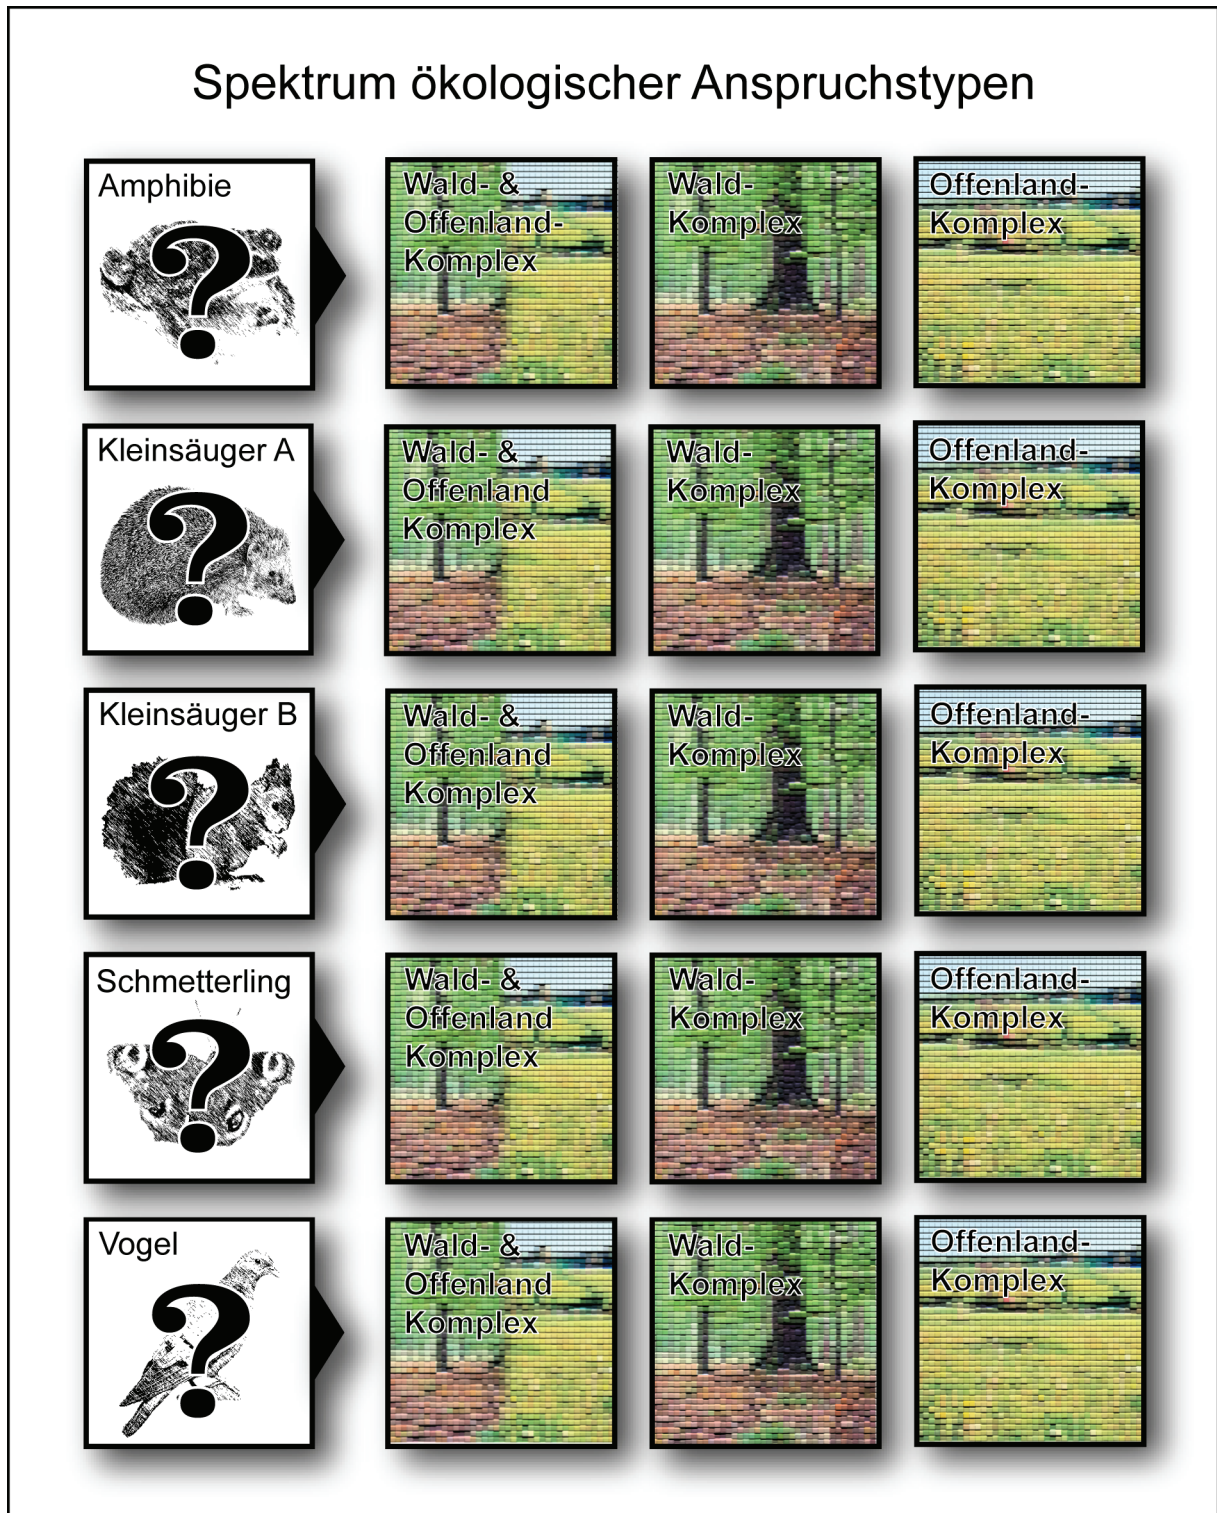 Spektrum ökologischer Anspruchstypen
Amphibie
?
Wald- &
Offenland-
Komplex
Wald-
Komplex
Offenland-
Komplex
Kleinsäuger A
?
Wald- &
Offenland
Komplex
Wald-
Komplex
Offenland-
Komplex
Kleinsäuger B
?
Wald- &
Offenland
Komplex
Wald-
Komplex
Offenland-
Komplex
Schmetterling
?
Wald- &
Offenland
Komplex
Wald-
Komplex
Offenland-
Komplex
Vogel
?
Wald- &
Offenland
Komplex
Wald-
Komplex
Offenland-
Komplex